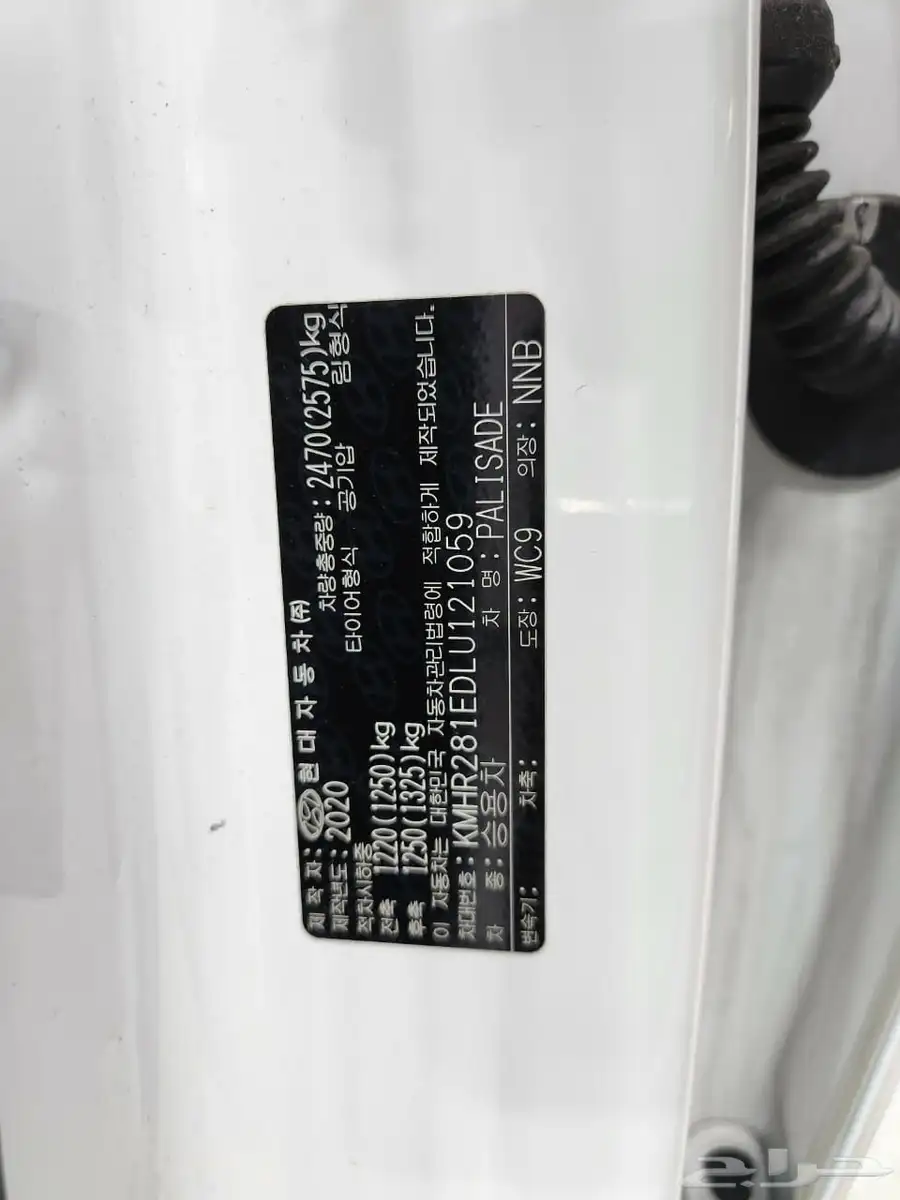 제 작 자: 현 대 자 동 차 (주)
제작년도: 2020 차량총중량: 2470(2575)kg
적차시하중 타이어형식 공기압 림형식
전축 1220(1250)kg
후축 1250(1325)kg
이 자동차는 대한민국 자동차관리법령에 적합하게 제작되었습니다.
차대번호: KMHR281EDLU121059
차 종: 승용차 차 명: PALISADE
변속기: 차축: 도장: WC9 의장: NNB
حراج